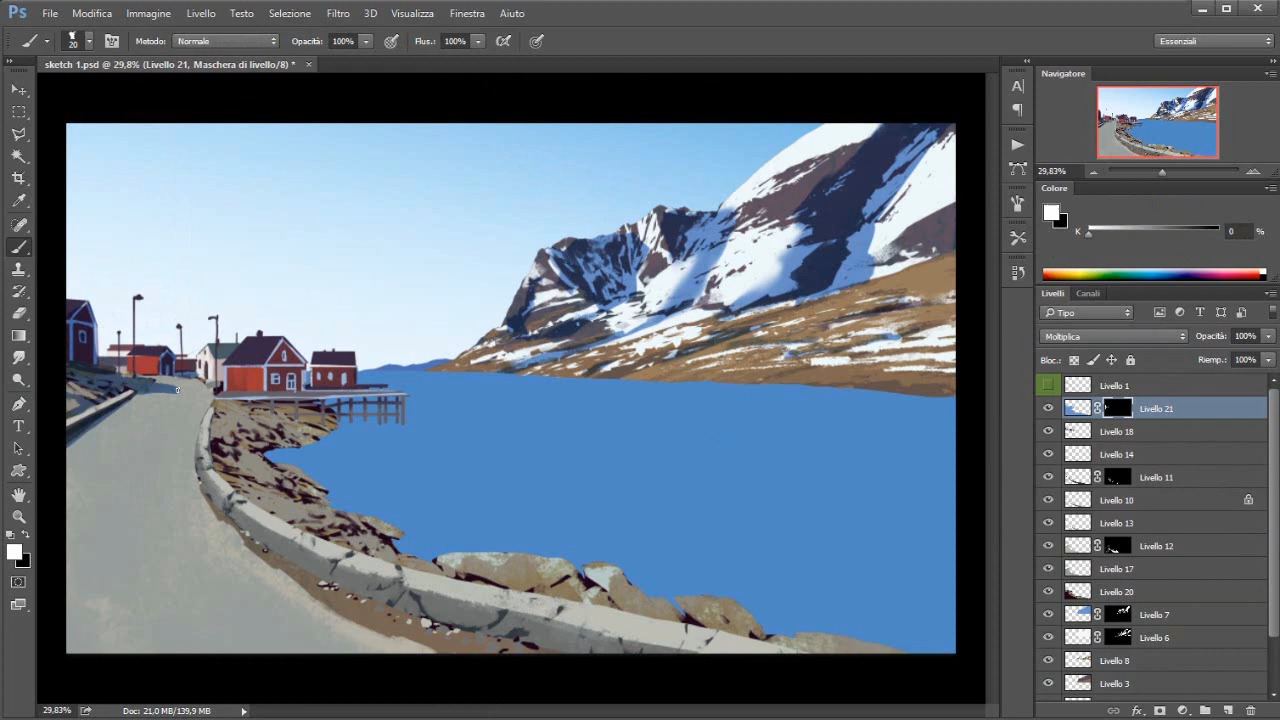 Ps File Modifica Immagine Livello Testo Selezione Filtro 3D Visualizza Finestra Aiuto
20 Metodo: Normale Opacità: 100% Flus.: 100% Essenziali
sketch 1.psd @ 29,8% (Livello 21, Maschera di livello/8) * ×
Navigatore
29,83%
Colore
K 0 %
Livelli Canali
Tipo
Moltiplica Opacità: 100%
Bloc.: Riemp.: 100%
Livello 1
Livello 21
Livello 18
Livello 14
Livello 11
Livello 10
Livello 13
Livello 12
Livello 17
Livello 20
Livello 7
Livello 6
Livello 8
Livello 3
29,83% Doc: 21,0 MB/139,9 MB